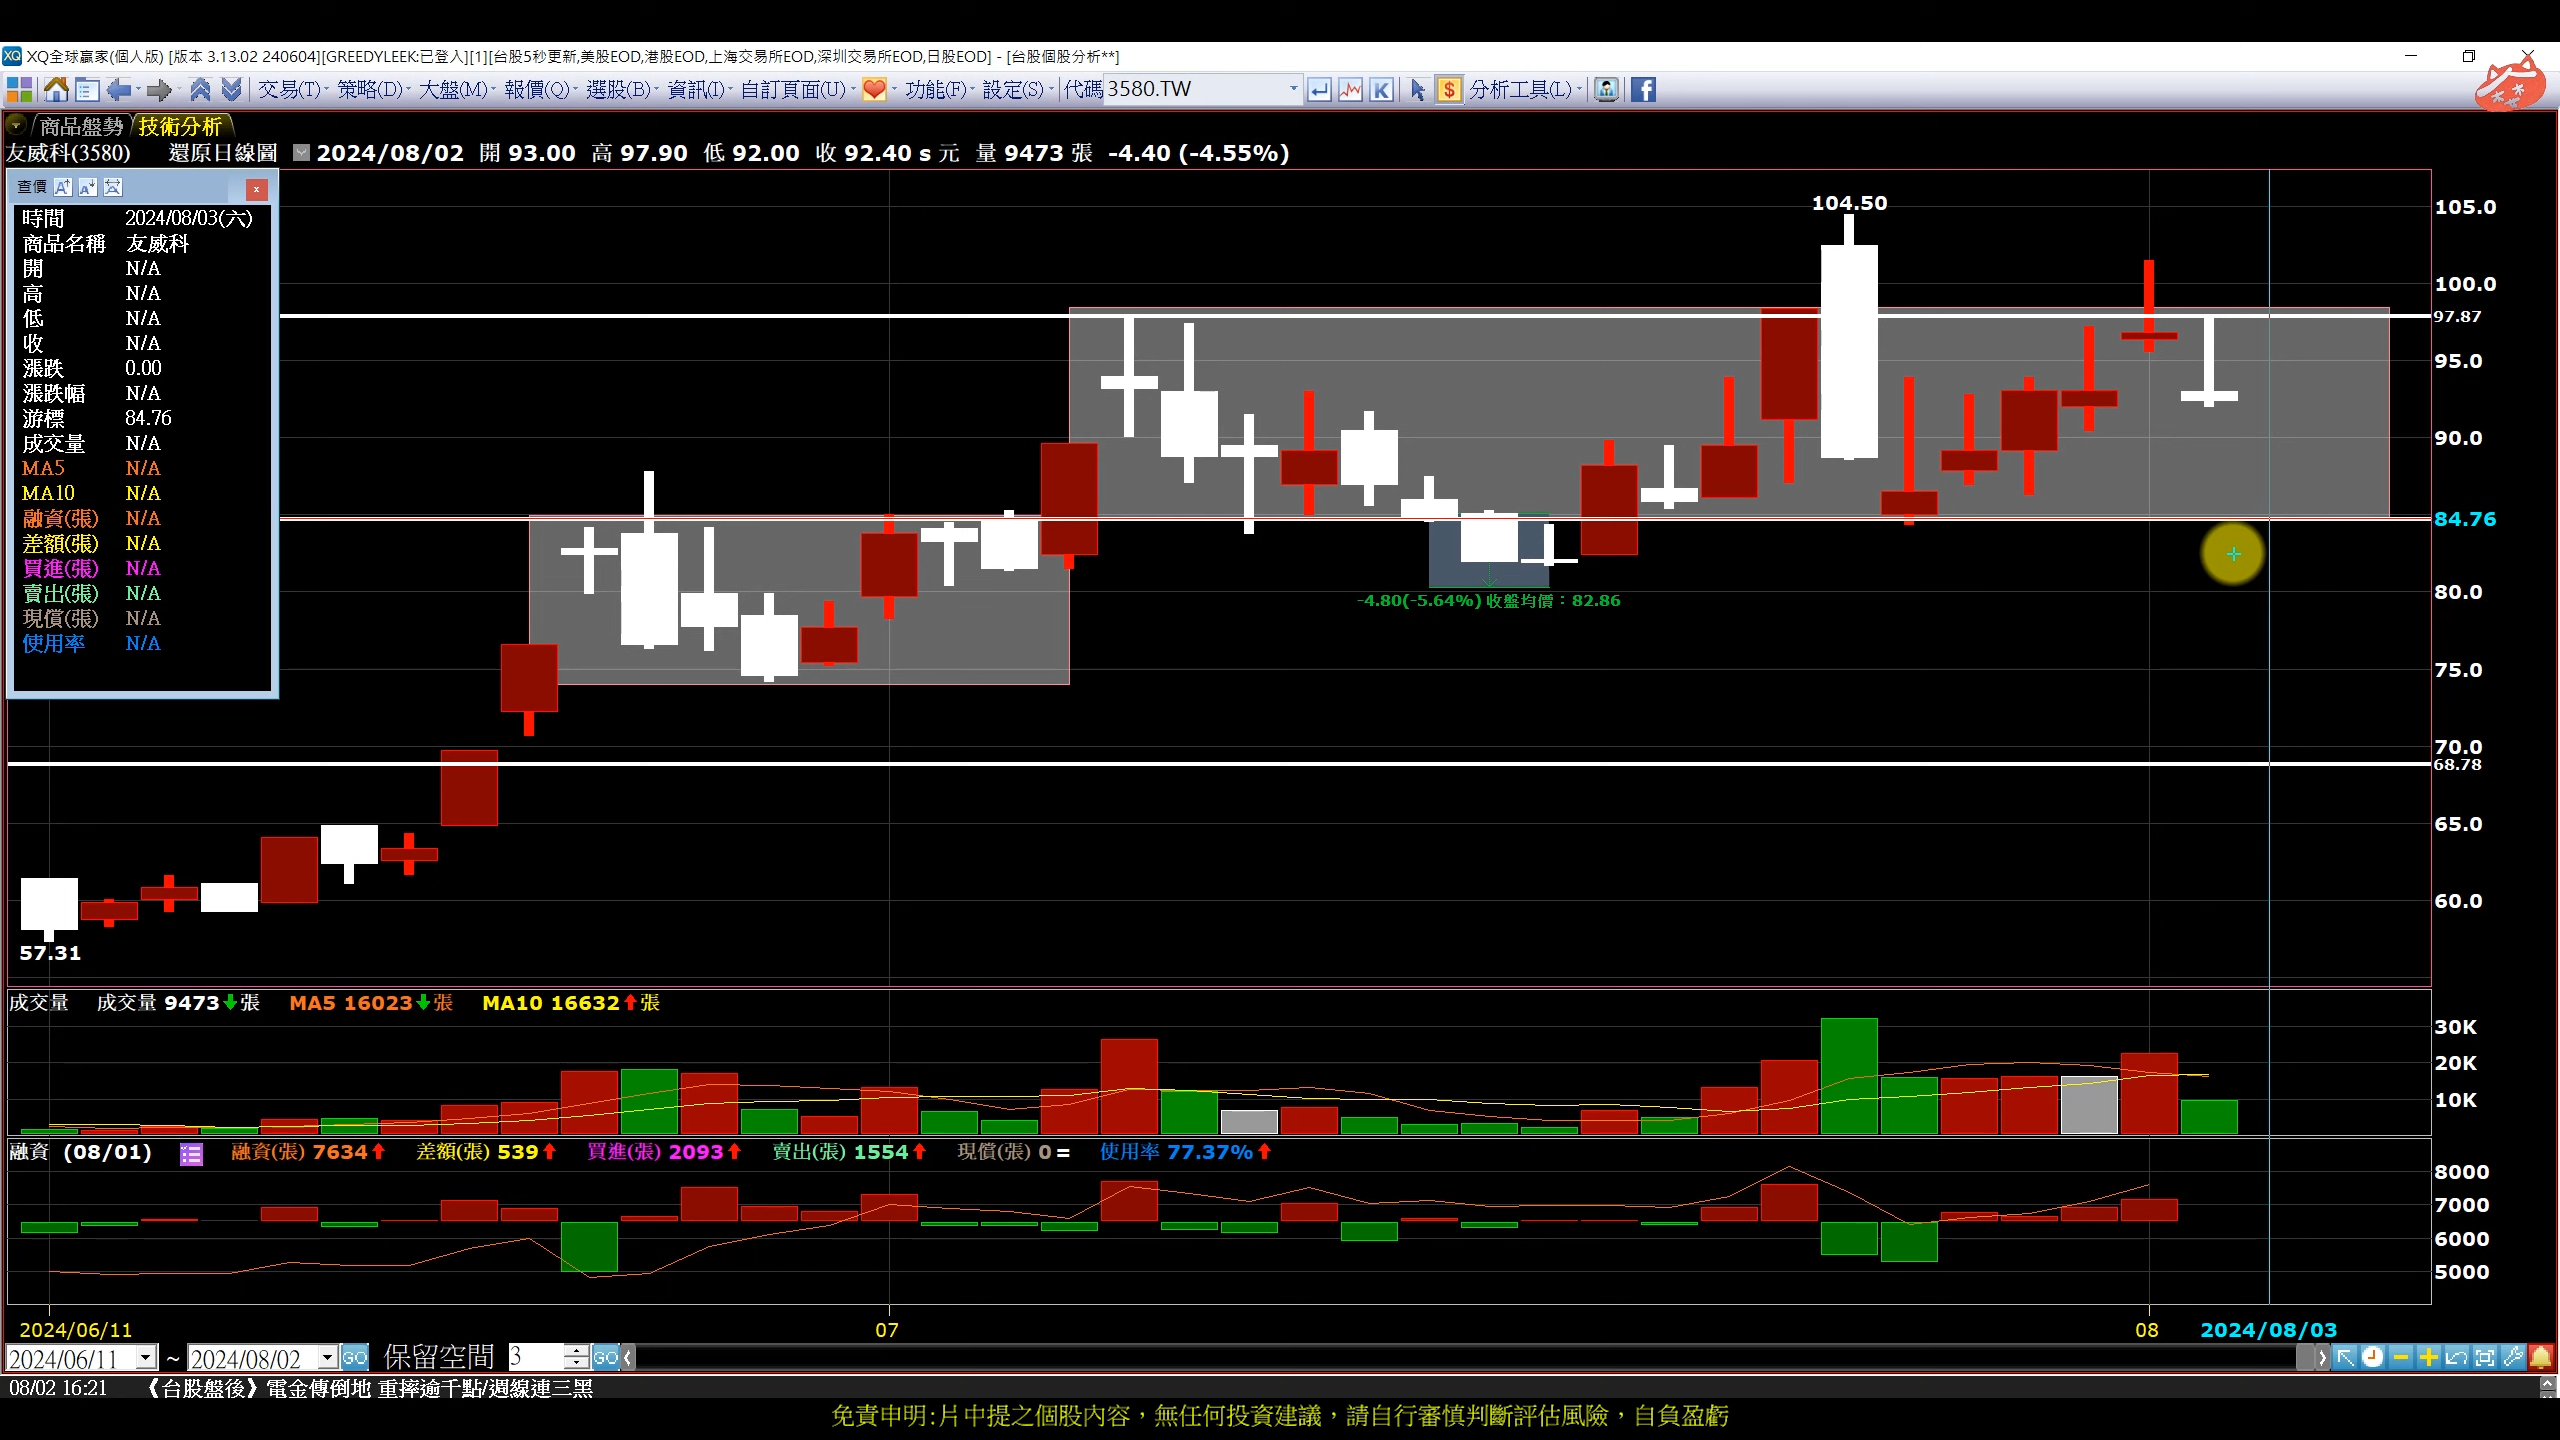 XQ全球贏家(個人版) [版本 3.13.02 240604][GREEDYLEEK:已登入][1][台股5秒更新,美股EOD,港股EOD,上海交易所EOD,深圳交易所EOD,日股EOD] - [台股個股分析**]
交易(T) 策略(D) 大盤(M) 報價(Q) 選股(B) 資訊(I) 自訂頁面(U) 功能(F) 設定(S) 代碼 3580.TW K $ 分析工具(L) f
商品盤勢 技術分析
友威科(3580) 還原日線圖 2024/08/02 開 93.00 高 97.90 低 92.00 收 92.40 s 元 量 9473 張 -4.40 (-4.55%)
查價
時間 2024/08/03(六)
商品名稱 友威科
開 N/A
高 N/A
低 N/A
收 N/A
漲跌 0.00
漲跌幅 N/A
游標 84.76
成交量 N/A
MA5 N/A
MA10 N/A
融資(張) N/A
差額(張) N/A
買進(張) N/A
賣出(張) N/A
現償(張) N/A
使用率 N/A
104.50
105.0
100.0
97.87
95.0
90.0
84.76
80.0
-4.80(-5.64%) 收盤均價：82.86
75.0
70.0
68.78
65.0
60.0
57.31
成交量 成交量 9473 張 MA5 16023 張 MA10 16632 張
30K
20K
10K
融資 (08/01) 融資(張) 7634 差額(張) 539 買進(張) 2093 賣出(張) 1554 現償(張) 0 = 使用率 77.37%
8000
7000
6000
5000
2024/06/11 07 08 2024/08/03
2024/06/11 ~ 2024/08/02 GO 保留空間 3 GO
08/02 16:21 《台股盤後》電金傳倒地 重摔逾千點/週線連三黑
免責申明:片中提之個股內容，無任何投資建議，請自行審慎判斷評估風險，自負盈虧